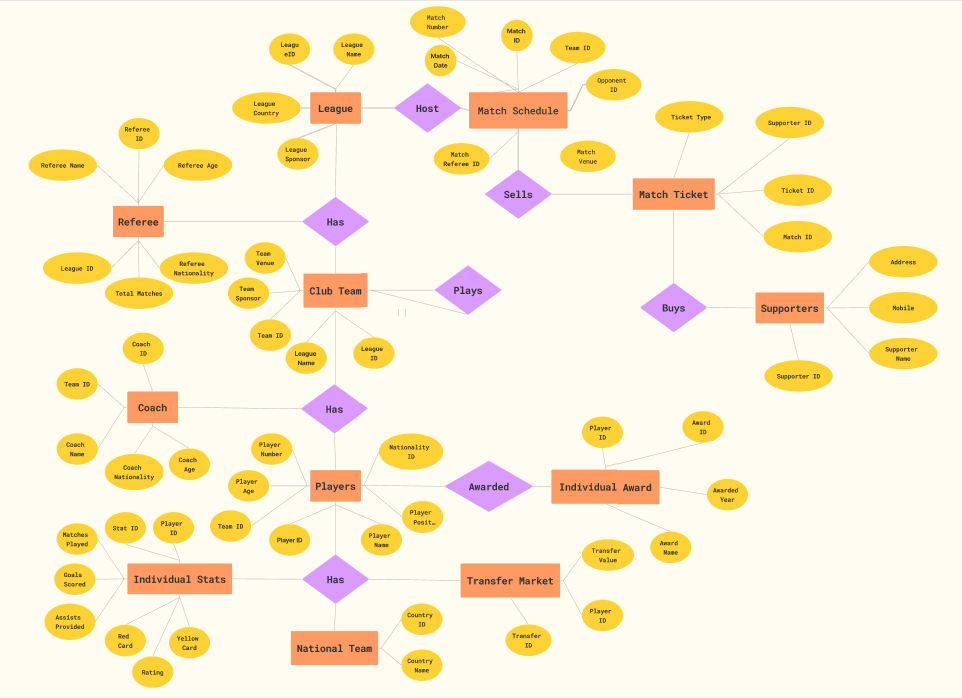 Match
Number
Match
ID
Match
Date
Team ID
Leagu
eID
League
Name
Opponent
ID
League
Country
League
Host
Match Schedule
League
Sponsor
Match
Referee ID
Match
Venue
Ticket Type
Supporter ID
Referee
ID
Referee Name
Referee Age
Sells
Match Ticket
Ticket ID
Referee
Has
Match ID
League ID
Referee
Nationality
Total Matches
Team
Venue
Team
Sponsor
Club Team
Plays
Team ID
League
Name
League
ID
Address
Buys
Supporters
Mobile
Supporter
Name
Supporter ID
Coach
ID
Team ID
Coach
Has
Coach
Name
Coach
Nationality
Coach
Age
Player
Number
Nationality
ID
Player
ID
Award
ID
Player
Age
Players
Awarded
Individual Award
Awarded
Year
Team ID
Player ID
Player
Name
Player
Posit…
Award
Name
Matches
Played
Stat ID
Player
ID
Goals
Scored
Individual Stats
Has
Transfer Market
Transfer
Value
Assists
Provided
Red
Card
Yellow
Card
Rating
National Team
Country
ID
Country
Name
Transfer
ID
Player
ID